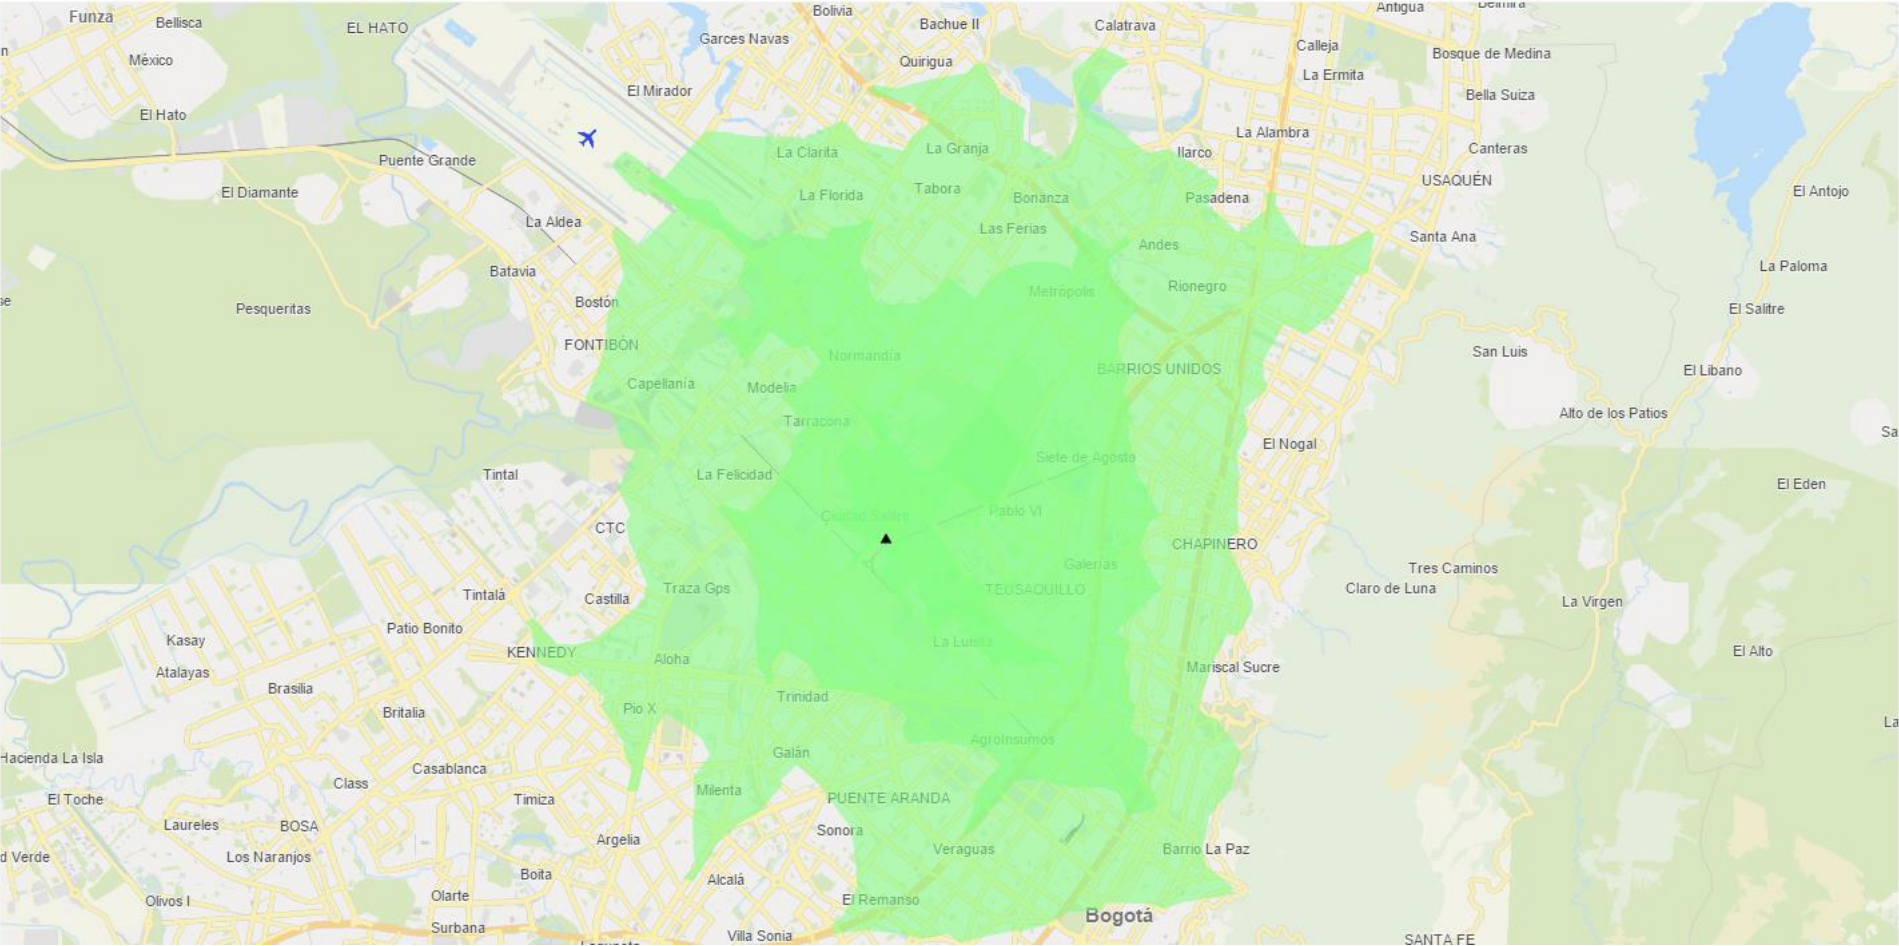 Funza
Bellisca
EL HATO
Bolivia
Bachue II
Calatrava
Antigua
Belmira
Garces Navas
Calleja
Bosque de Medina
México
Quirigua
La Ermita
El Mirador
Bella Suiza
El Hato
La Alambra
La Clarita
La Granja
Ilarco
Canteras
Puente Grande
El Diamante
La Florida
Tabora
Bonanza
Pasadena
USAQUÉN
El Antojo
La Aldea
Las Ferias
Andes
Santa Ana
Batavia
Metrópolis
Rionegro
La Paloma
Pesqueritas
Bostón
El Salitre
FONTIBÓN
Normandía
San Luis
Capellanía
Modelia
BARRIOS UNIDOS
El Libano
Tarracona
Alto de los Patios
El Nogal
Tintal
La Felicidad
Siete de Agosto
El Eden
CTC
Ciudad Salitre
Pablo VI
CHAPINERO
Tintalá
Castilla
Traza Gps
Galerías
TEUSAQUILLO
Tres Caminos
Claro de Luna
La Virgen
Kasay
Patio Bonito
KENNEDY
La Luisita
Atalayas
Aloha
Mariscal Sucre
El Alto
Brasilia
Trinidad
Britalia
Pio X
Hacienda La Isla
Casablanca
Galán
AgroInsumos
Class
El Toche
Timiza
Milenta
PUENTE ARANDA
Laureles
BOSA
Argelia
Sonora
d Verde
Los Naranjos
Veraguas
Barrio La Paz
Boita
Alcalá
Olivos I
Olarte
El Remanso
Bogotá
Surbana
Villa Sonia
SANTA FE